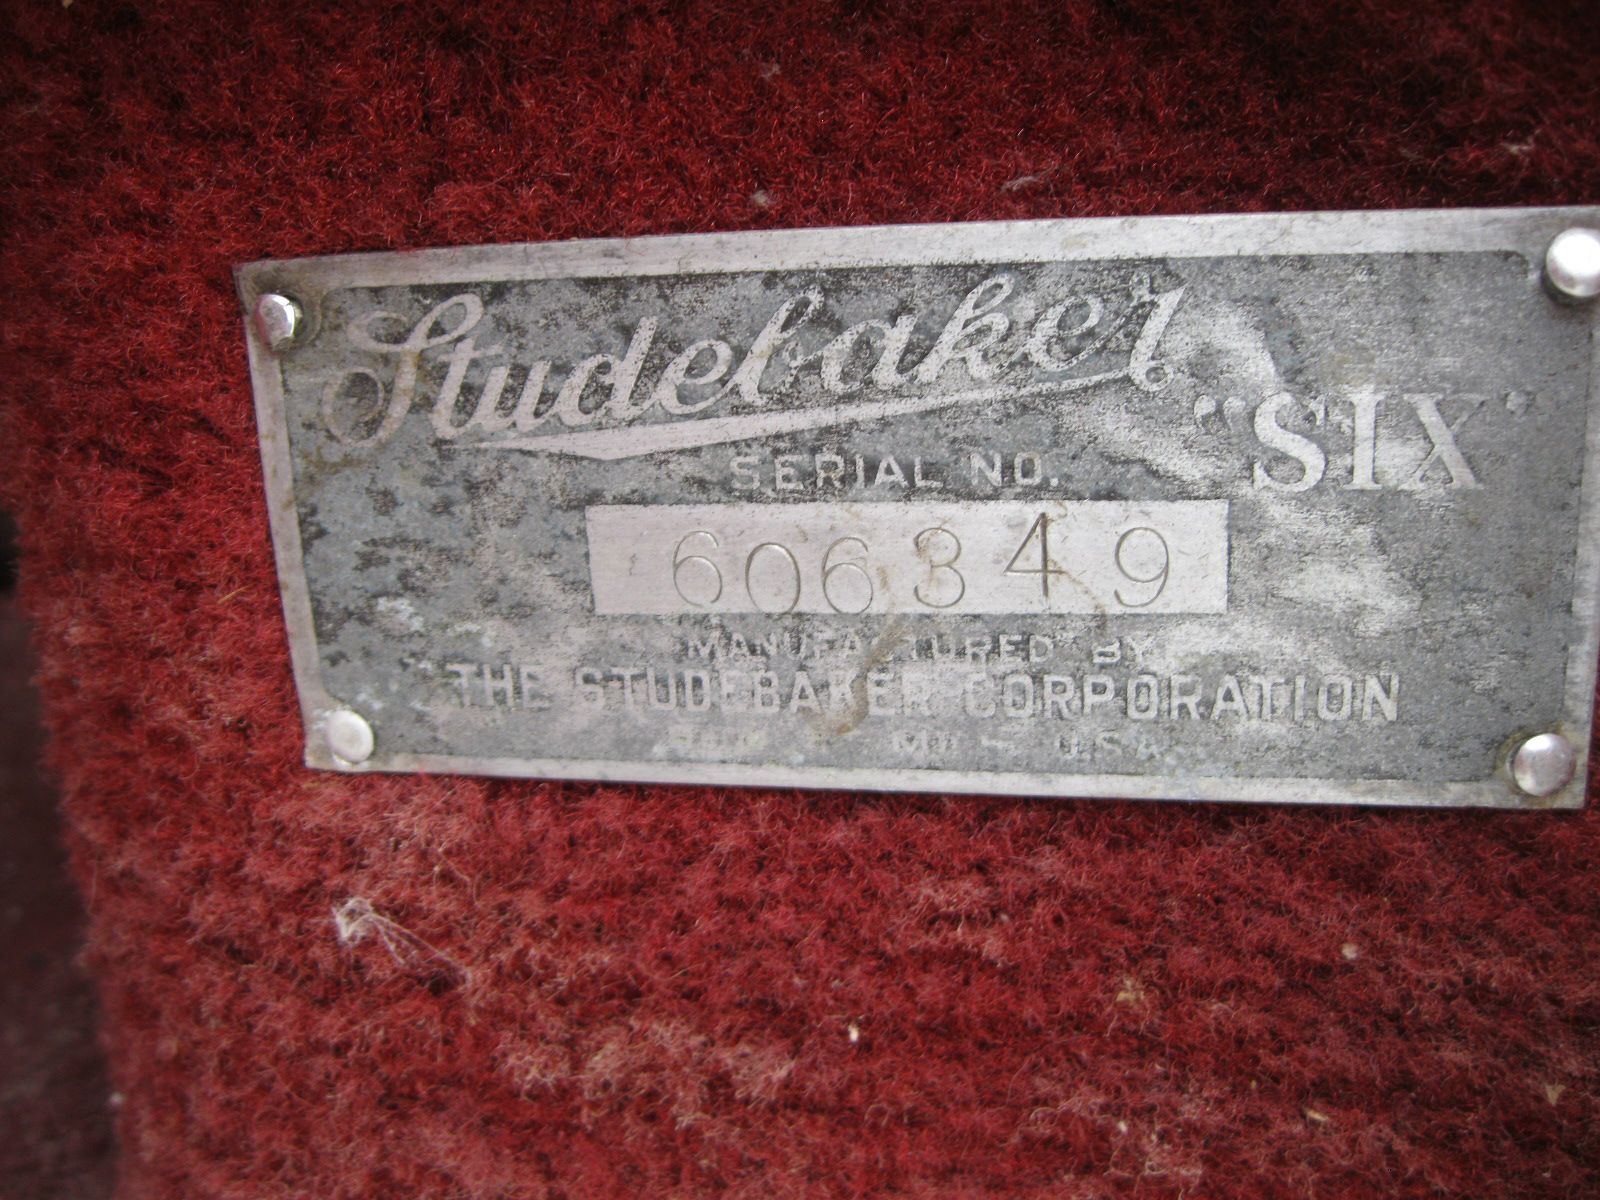 Studebaker
"SIX"
SERIAL NO.
606349
MANUFACTURED BY
THE STUDEBAKER CORPORATION
U.S.A.